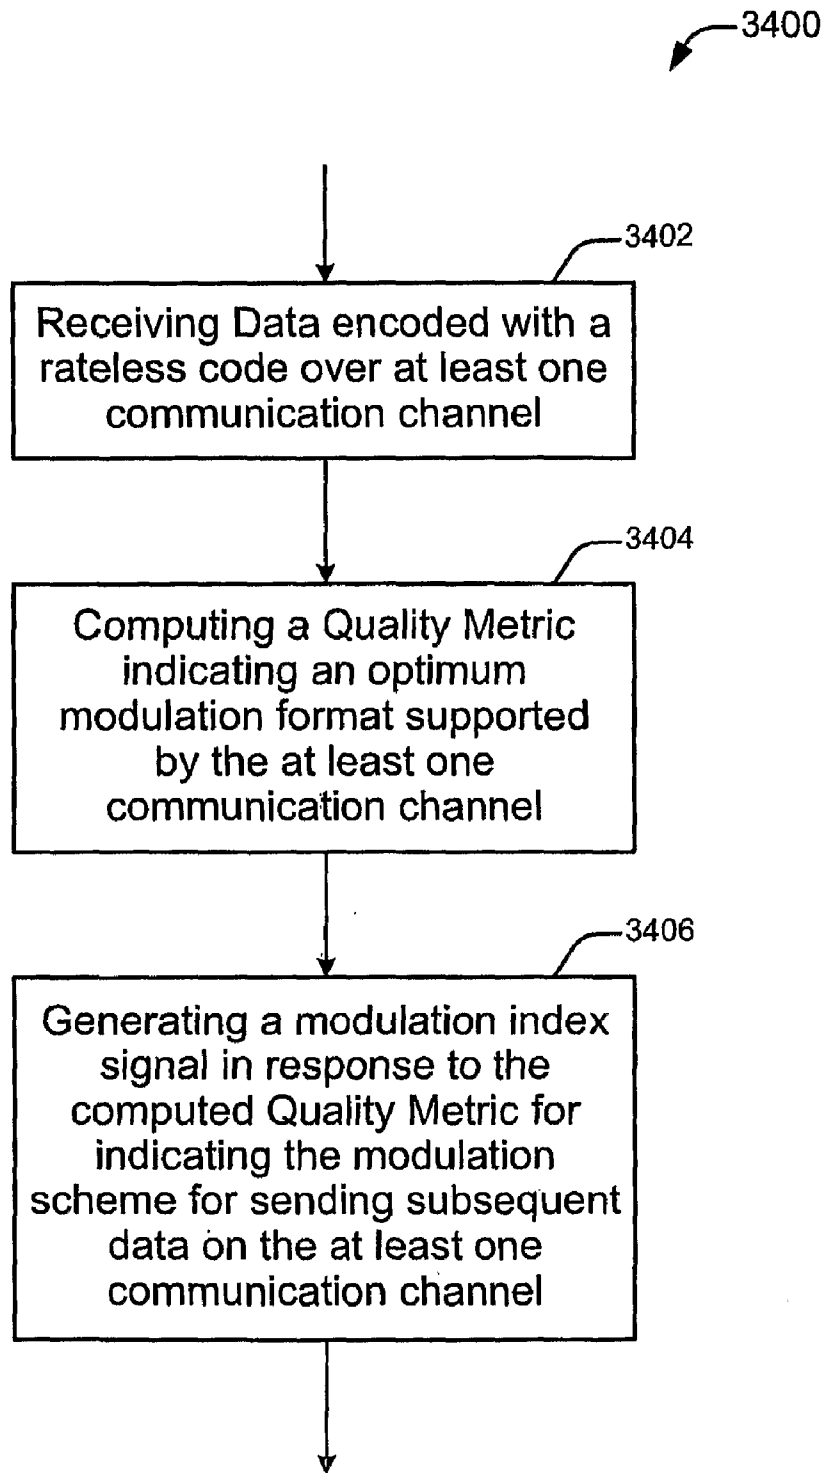 3400
3402
Receiving Data encoded with a
rateless code over at least one
communication channel
3404
Computing a Quality Metric
indicating an optimum
modulation format supported
by the at least one
communication channel
3406
Generating a modulation index
signal in response to the
computed Quality Metric for
indicating the modulation
scheme for sending subsequent
data on the at least one
communication channel